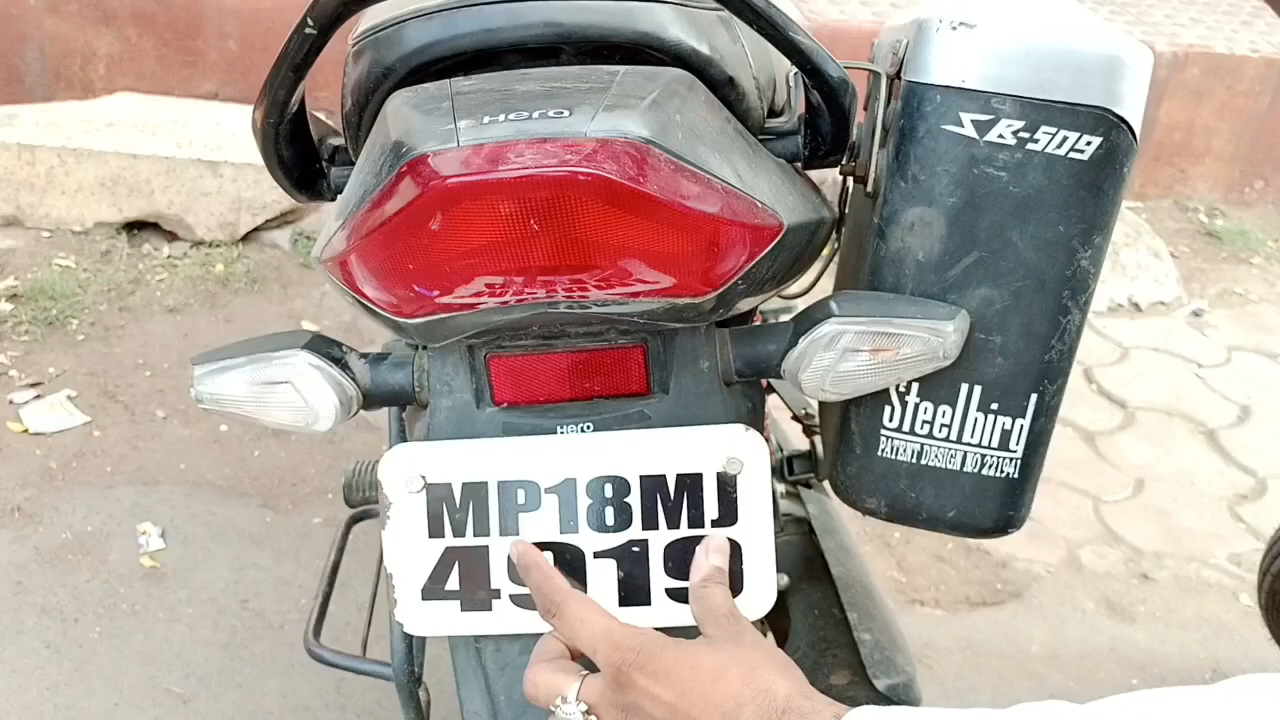 Hero
SB-509
Steelbird
PATENT DESIGN NO 221941
Hero
MP18MJ
4919